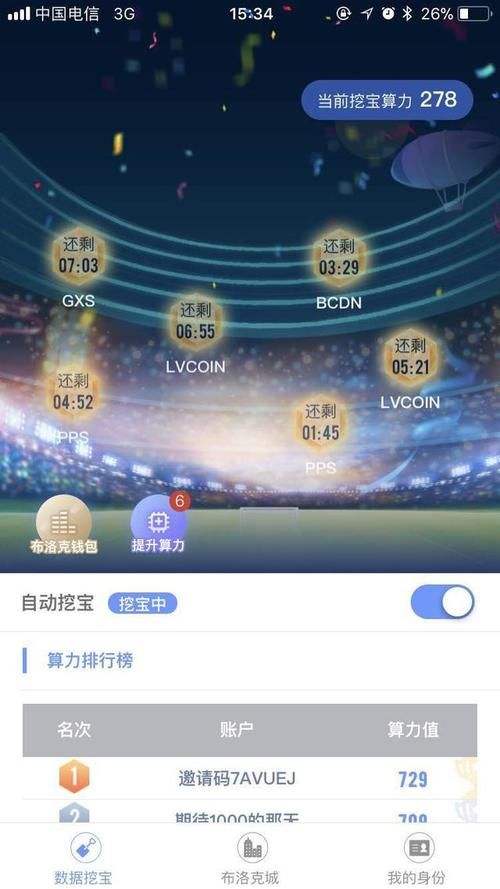 中国电信 3G 15:34 26%
当前挖宝算力 278
还剩
07:03
GXS
还剩
03:29
BCDN
还剩
06:55
LVCOIN
还剩
05:21
LVCOIN
还剩
04:52
PPS
还剩
01:45
PPS
6
布洛克钱包
提升算力
自动挖宝 挖宝中
算力排行榜
名次 账户 算力值
1 邀请码7AVUEJ 729
2 期待1000的那天
数据挖宝 布洛克城 我的身份